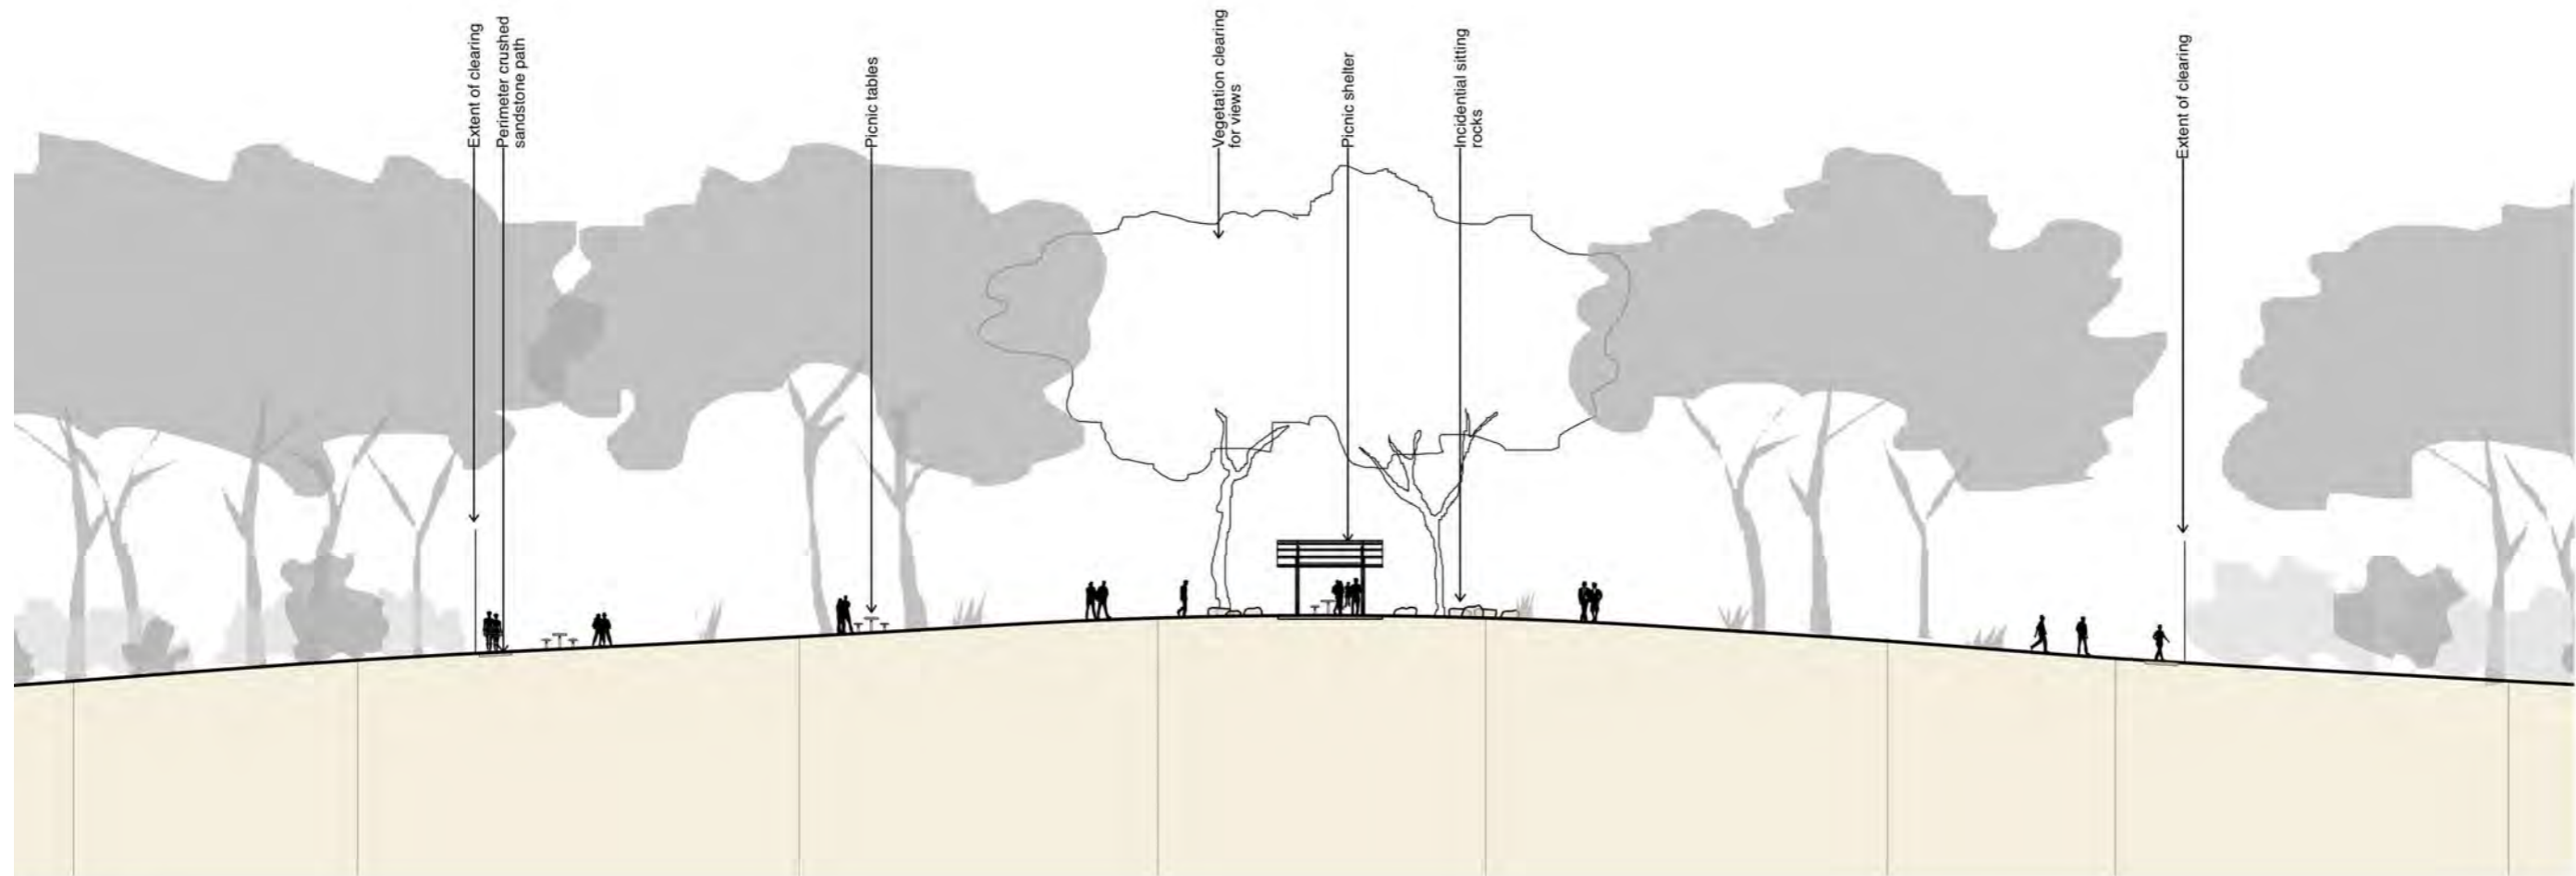 Extent of clearing
Perimeter crushed
sandstone path
Picnic tables
Vegetation clearing
for views
Picnic shelter
Incidential sitting
rocks
Extent of clearing